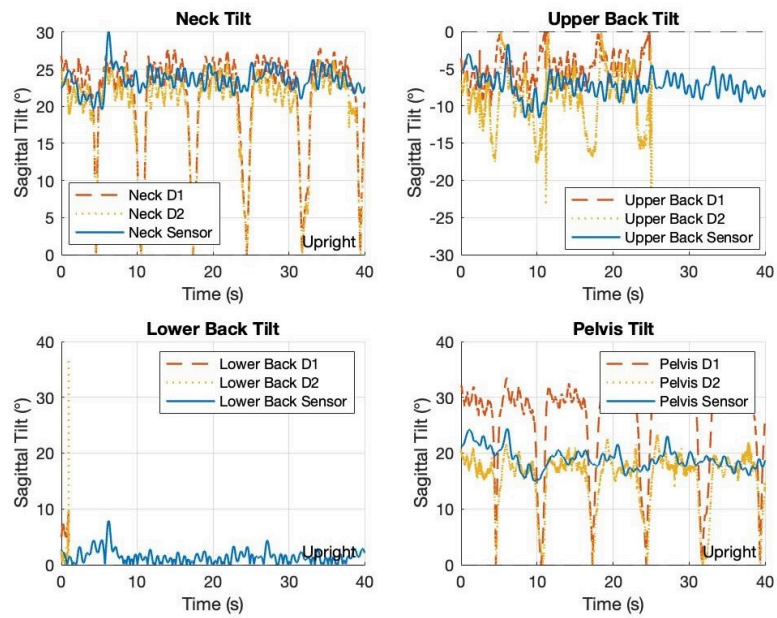 Neck Tilt
30
25
20
15
10
5
0
Sagittal Tilt (°)
Neck D1
Neck D2
Neck Sensor
Upright
0 10 20 30 40
Time (s)
Upper Back Tilt
0
-5
-10
-15
-20
-25
-30
Sagittal Tilt (°)
Upper Back D1
Upper Back D2
Upper Back Sensor
0 10 20 30 40
Time (s)
Lower Back Tilt
40
30
20
10
0
Sagittal Tilt (°)
Lower Back D1
Lower Back D2
Lower Back Sensor
Upright
0 10 20 30 40
Time (s)
Pelvis Tilt
40
30
20
10
0
Sagittal Tilt (°)
Pelvis D1
Pelvis D2
Pelvis Sensor
Upright
0 10 20 30 40
Time (s)